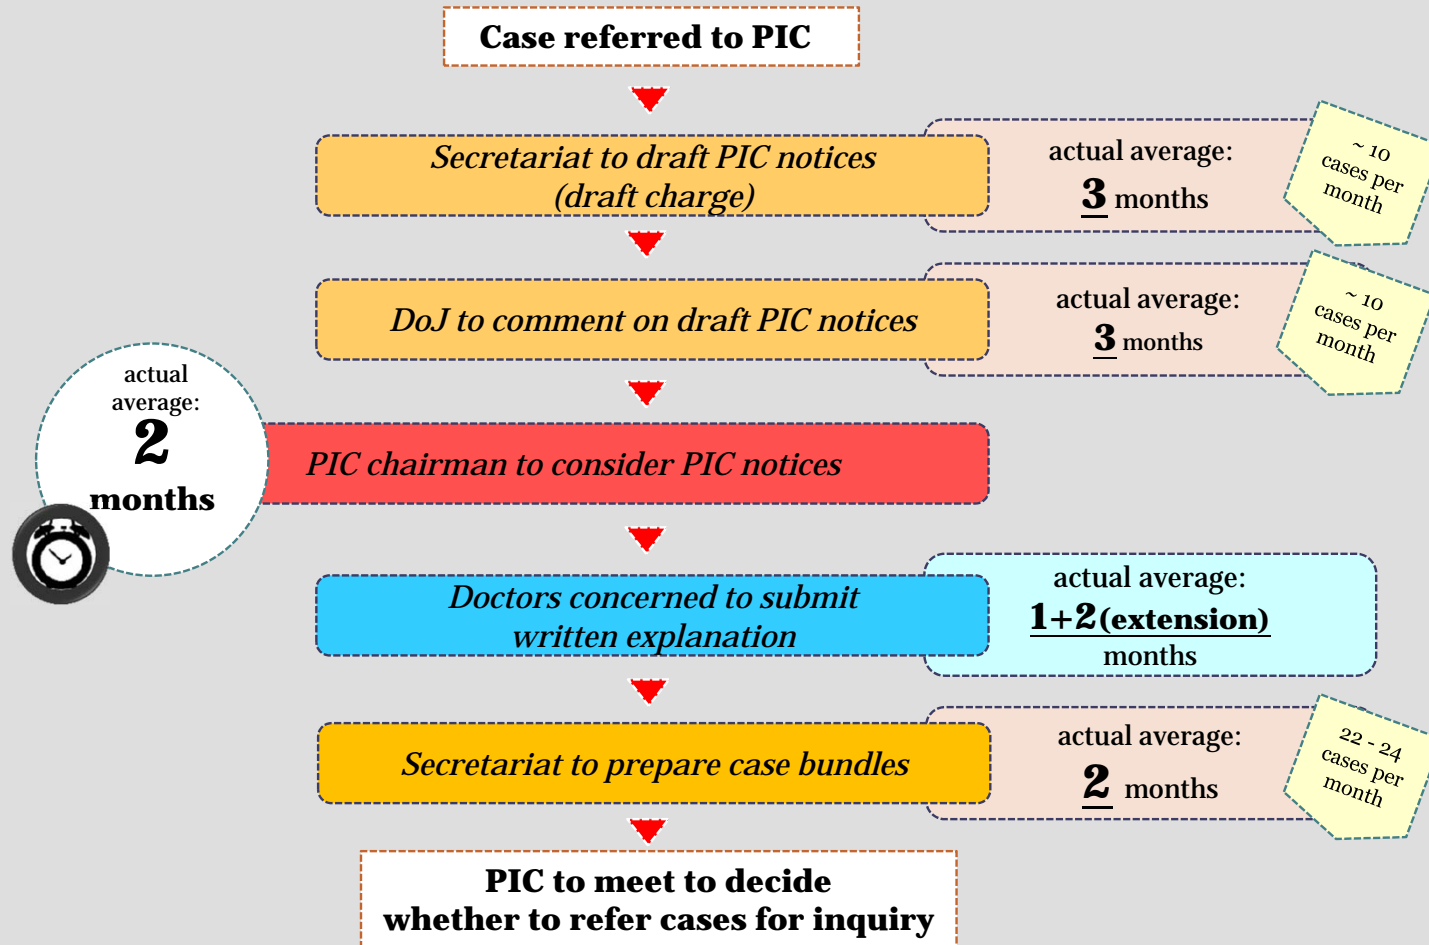 Case referred to PIC
Secretariat to draft PIC notices
(draft charge)
actual average:
3 months
~ 10
cases per
month
DoJ to comment on draft PIC notices
actual average:
3 months
~ 10
cases per
month
actual
average:
2
months
PIC chairman to consider PIC notices
Doctors concerned to submit
written explanation
actual average:
1+2(extension)
months
Secretariat to prepare case bundles
actual average:
2 months
22 - 24
cases per
month
PIC to meet to decide
whether to refer cases for inquiry